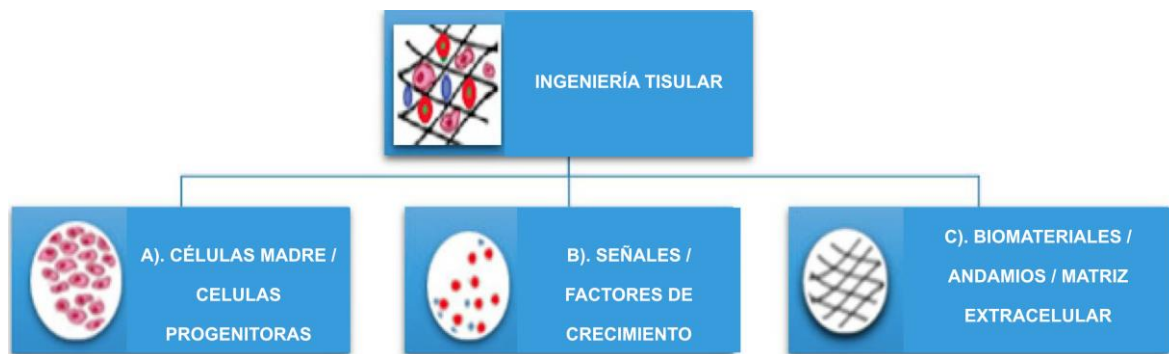 INGENIERÍA TISULAR
A). CÉLULAS MADRE /
CELULAS
PROGENITORAS
B). SEÑALES /
FACTORES DE
CRECIMIENTO
C). BIOMATERIALES /
ANDAMIOS / MATRIZ
EXTRACELULAR